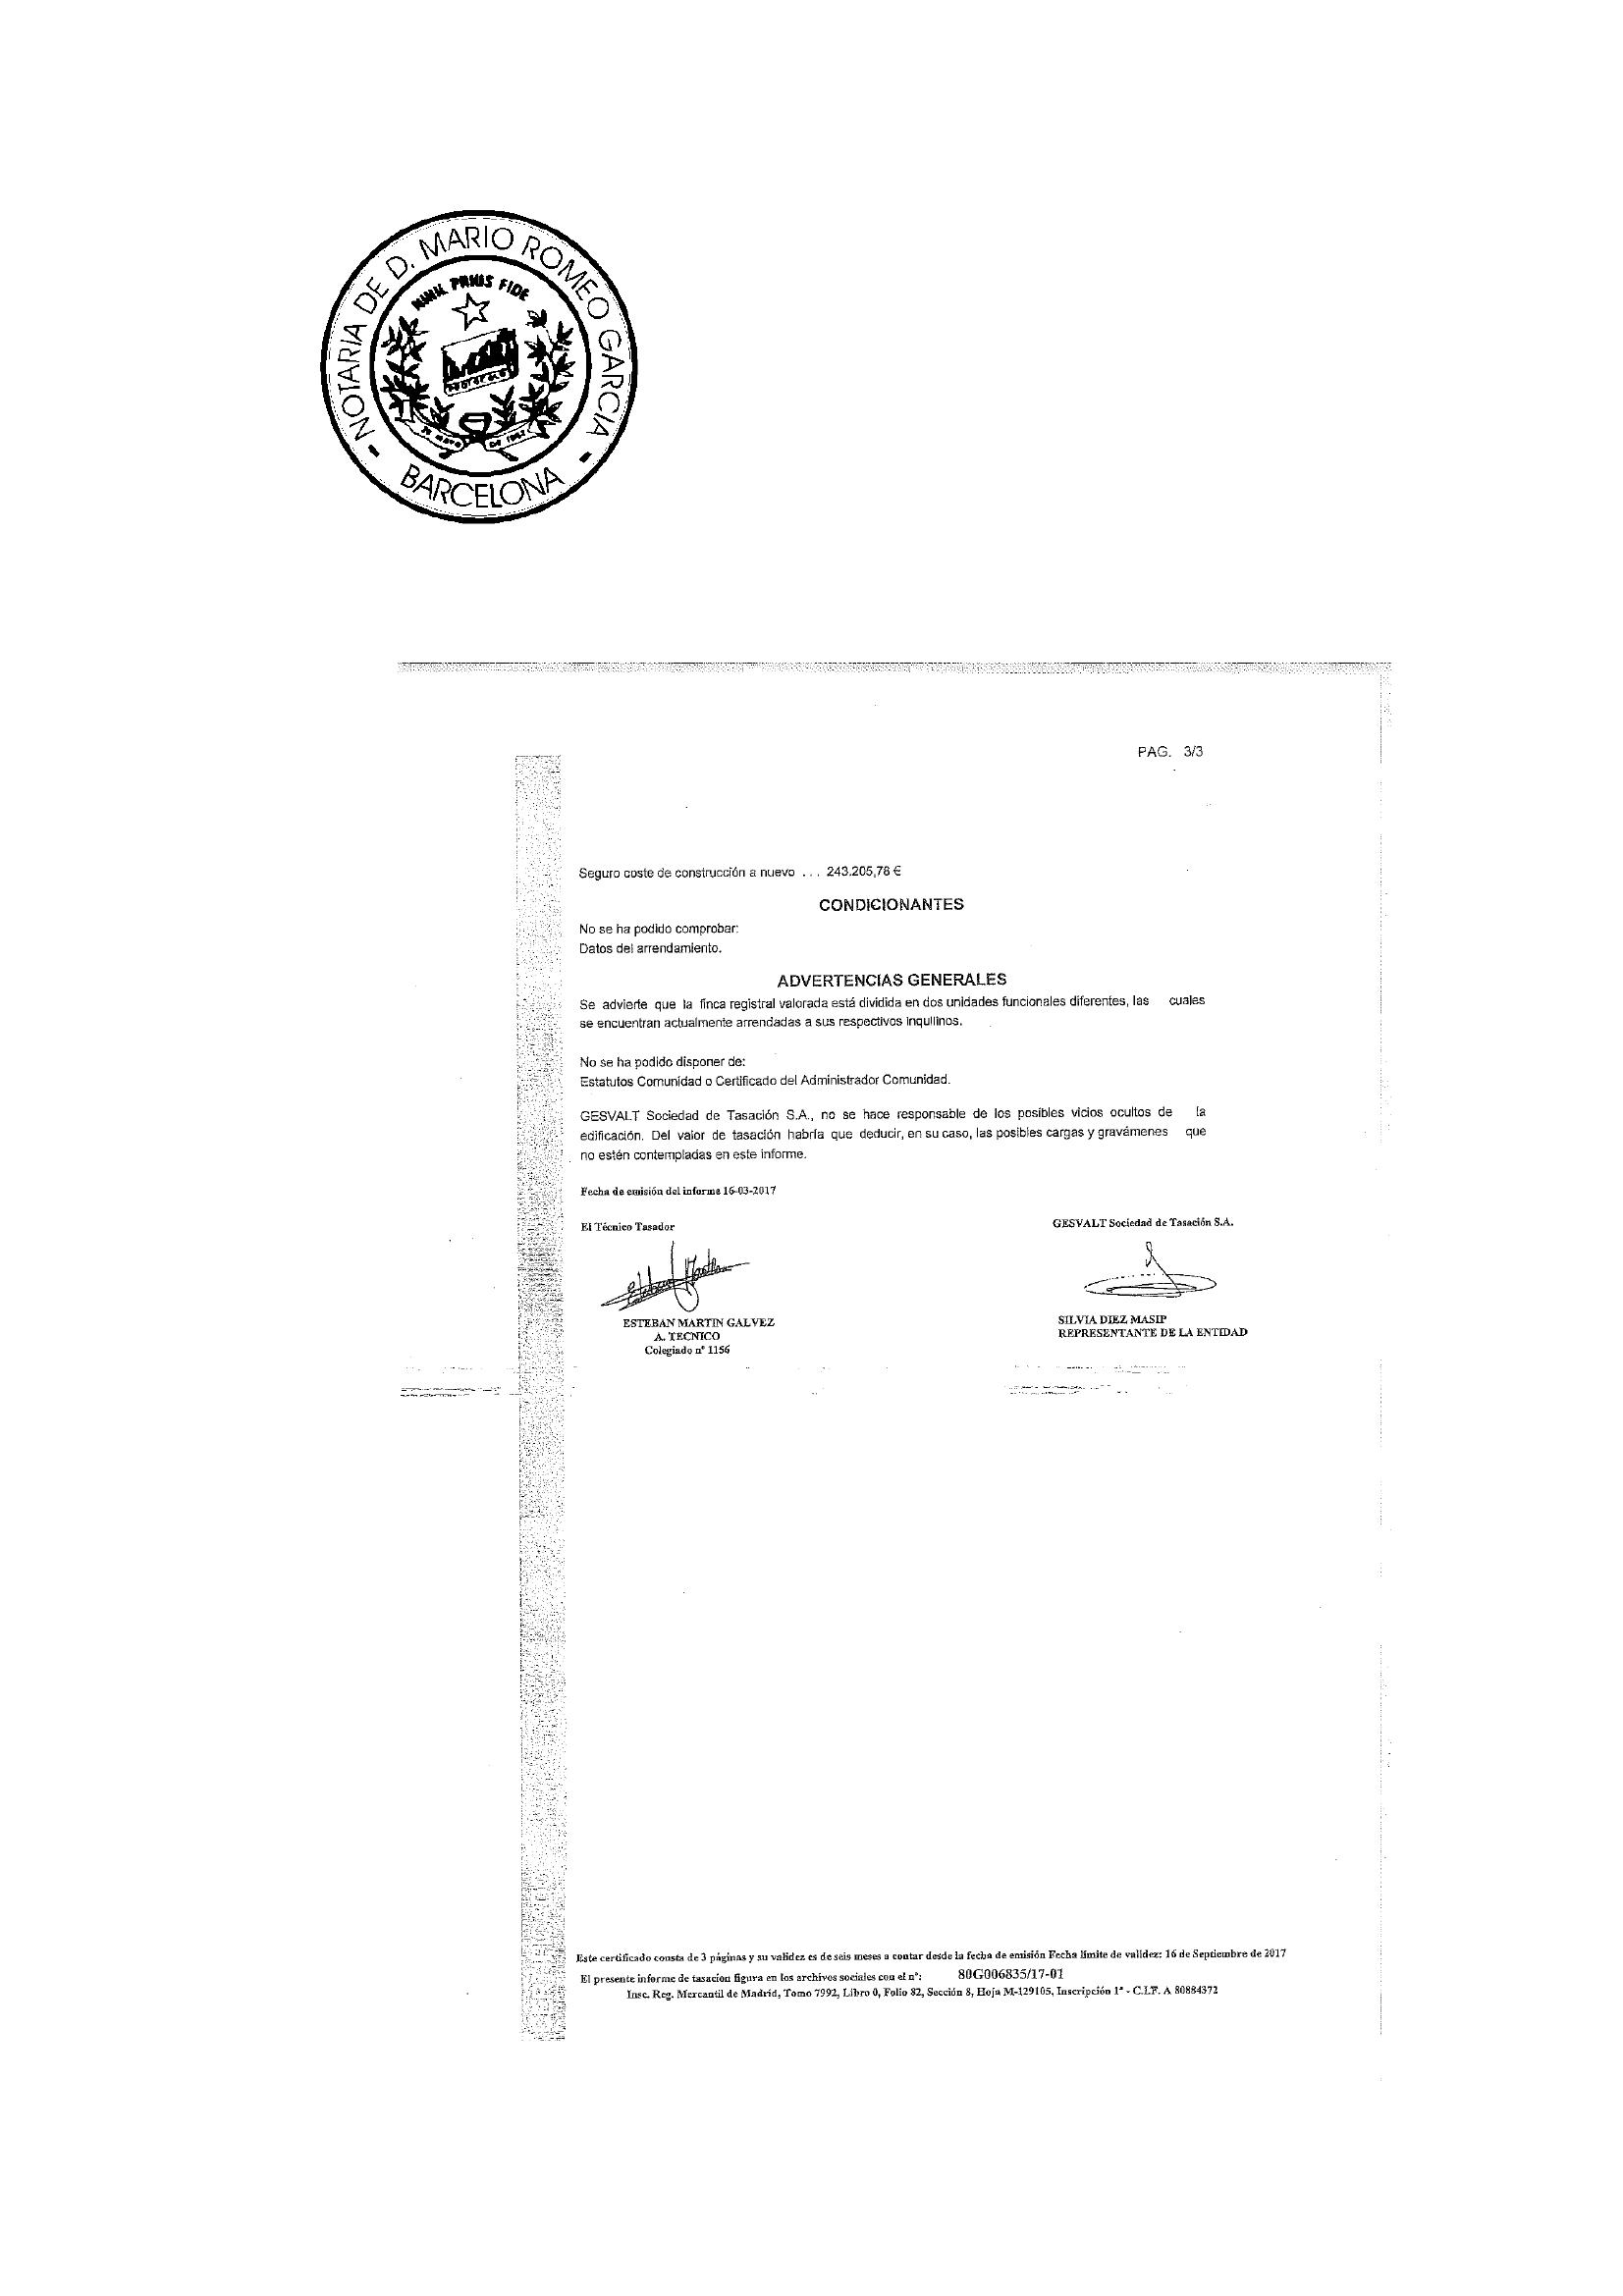 NOTARIA DE D. MARIO ROMEO GARCIA
BARCELONA
PAG. 3/3
Seguro coste de construcción a nuevo ... 243.205,78 €
CONDICIONANTES
No se ha podido comprobar:
Datos del arrendamiento.
ADVERTENCIAS GENERALES
Se advierte que la finca registral valorada está dividida en dos unidades funcionales diferentes, las cuales
se encuentran actualmente arrendadas a sus respectivos inquilinos.
No se ha podido disponer de:
Estatutos Comunidad o Certificado del Administrador Comunidad.
GESVALT Sociedad de Tasación S.A., no se hace responsable de los posibles vicios ocultos de la
edificación. Del valor de tasación habría que deducir, en su caso, las posibles cargas y gravámenes que
no estén contempladas en este informe.
Fecha de emisión del informe 16-03-2017
El Técnico Tasador
GESVALT Sociedad de Tasación S.A.
ESTEBAN MARTIN GALVEZ
A. TECNICO
Colegiado nº 1156
SILVIA DIEZ MASIP
REPRESENTANTE DE LA ENTIDAD
Este certificado consta de 3 páginas y su validez es de seis meses a contar desde la fecha de emisión Fecha límite de validez: 16 de Septiembre de 2017
El presente informe de tasacion figura en los archivos sociales con el nº: 80G006835/17-01
Insc. Reg. Mercantil de Madrid, Tomo 7992, Libro 0, Folio 82, Sección 8, Hoja M-129105, Inscripción 1ª - C.I.F. A 80884372